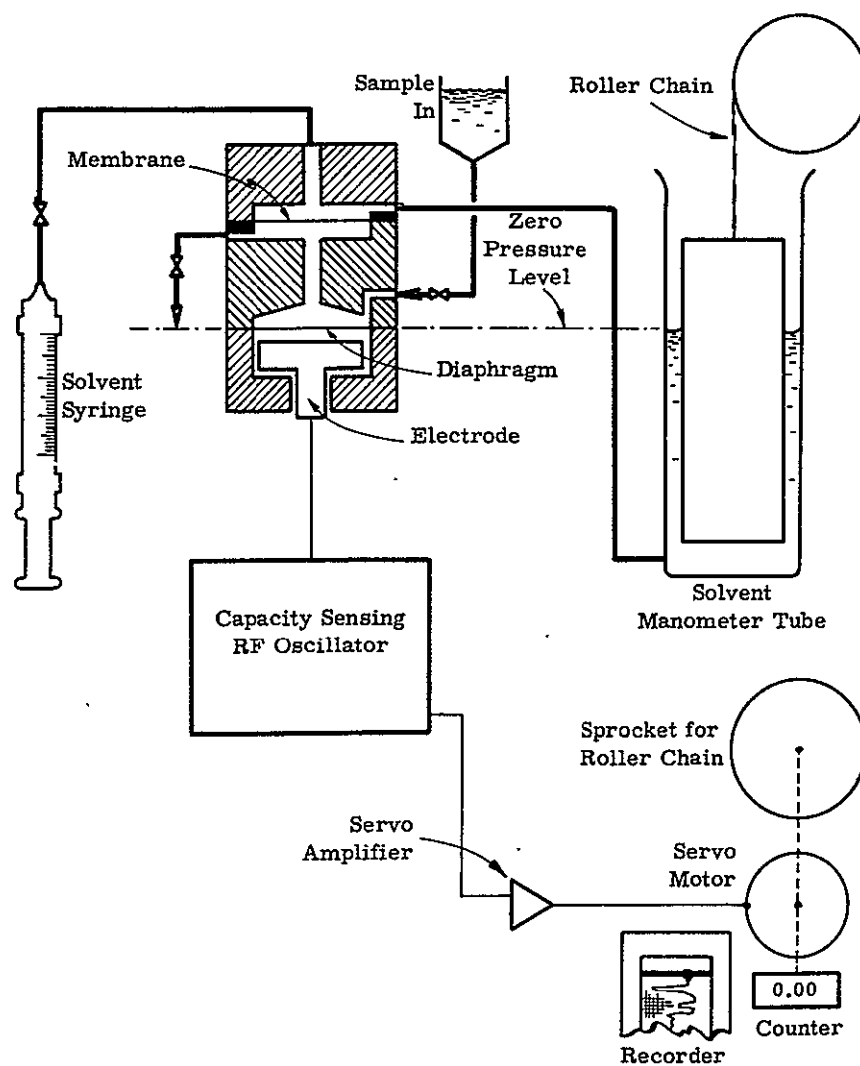 Sample
In
Roller Chain
Membrane
Zero
Pressure
Level
Solvent
Syringe
Diaphragm
Electrode
Solvent
Manometer Tube
Capacity Sensing
RF Oscillator
Sprocket for
Roller Chain
Servo
Amplifier
Servo
Motor
0.00
Counter
Recorder